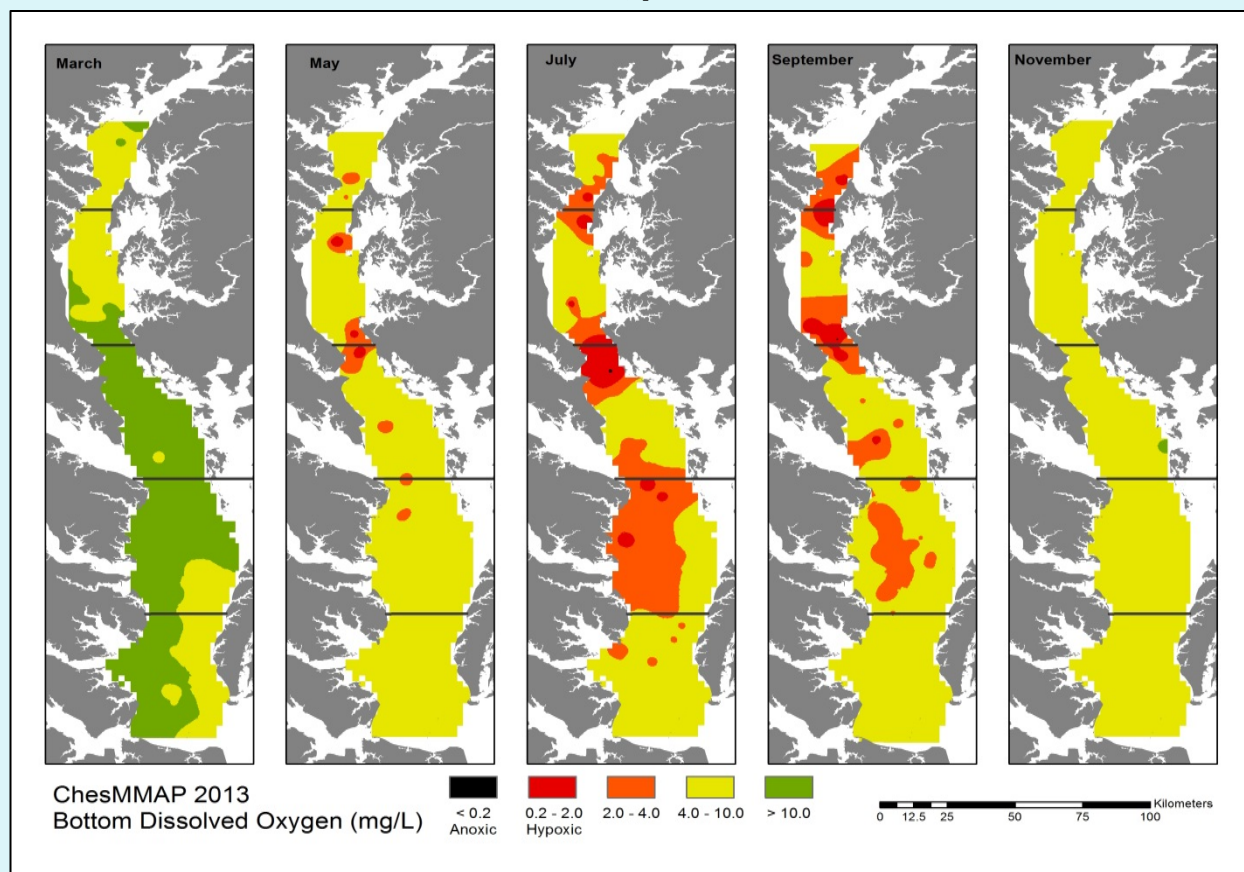 March
May
July
September
November
ChesMMAP 2013
Bottom Dissolved Oxygen (mg/L)
< 0.2
Anoxic
0.2 - 2.0
Hypoxic
2.0 - 4.0
4.0 - 10.0
> 10.0
Kilometers
0 12.5 25 50 75 100